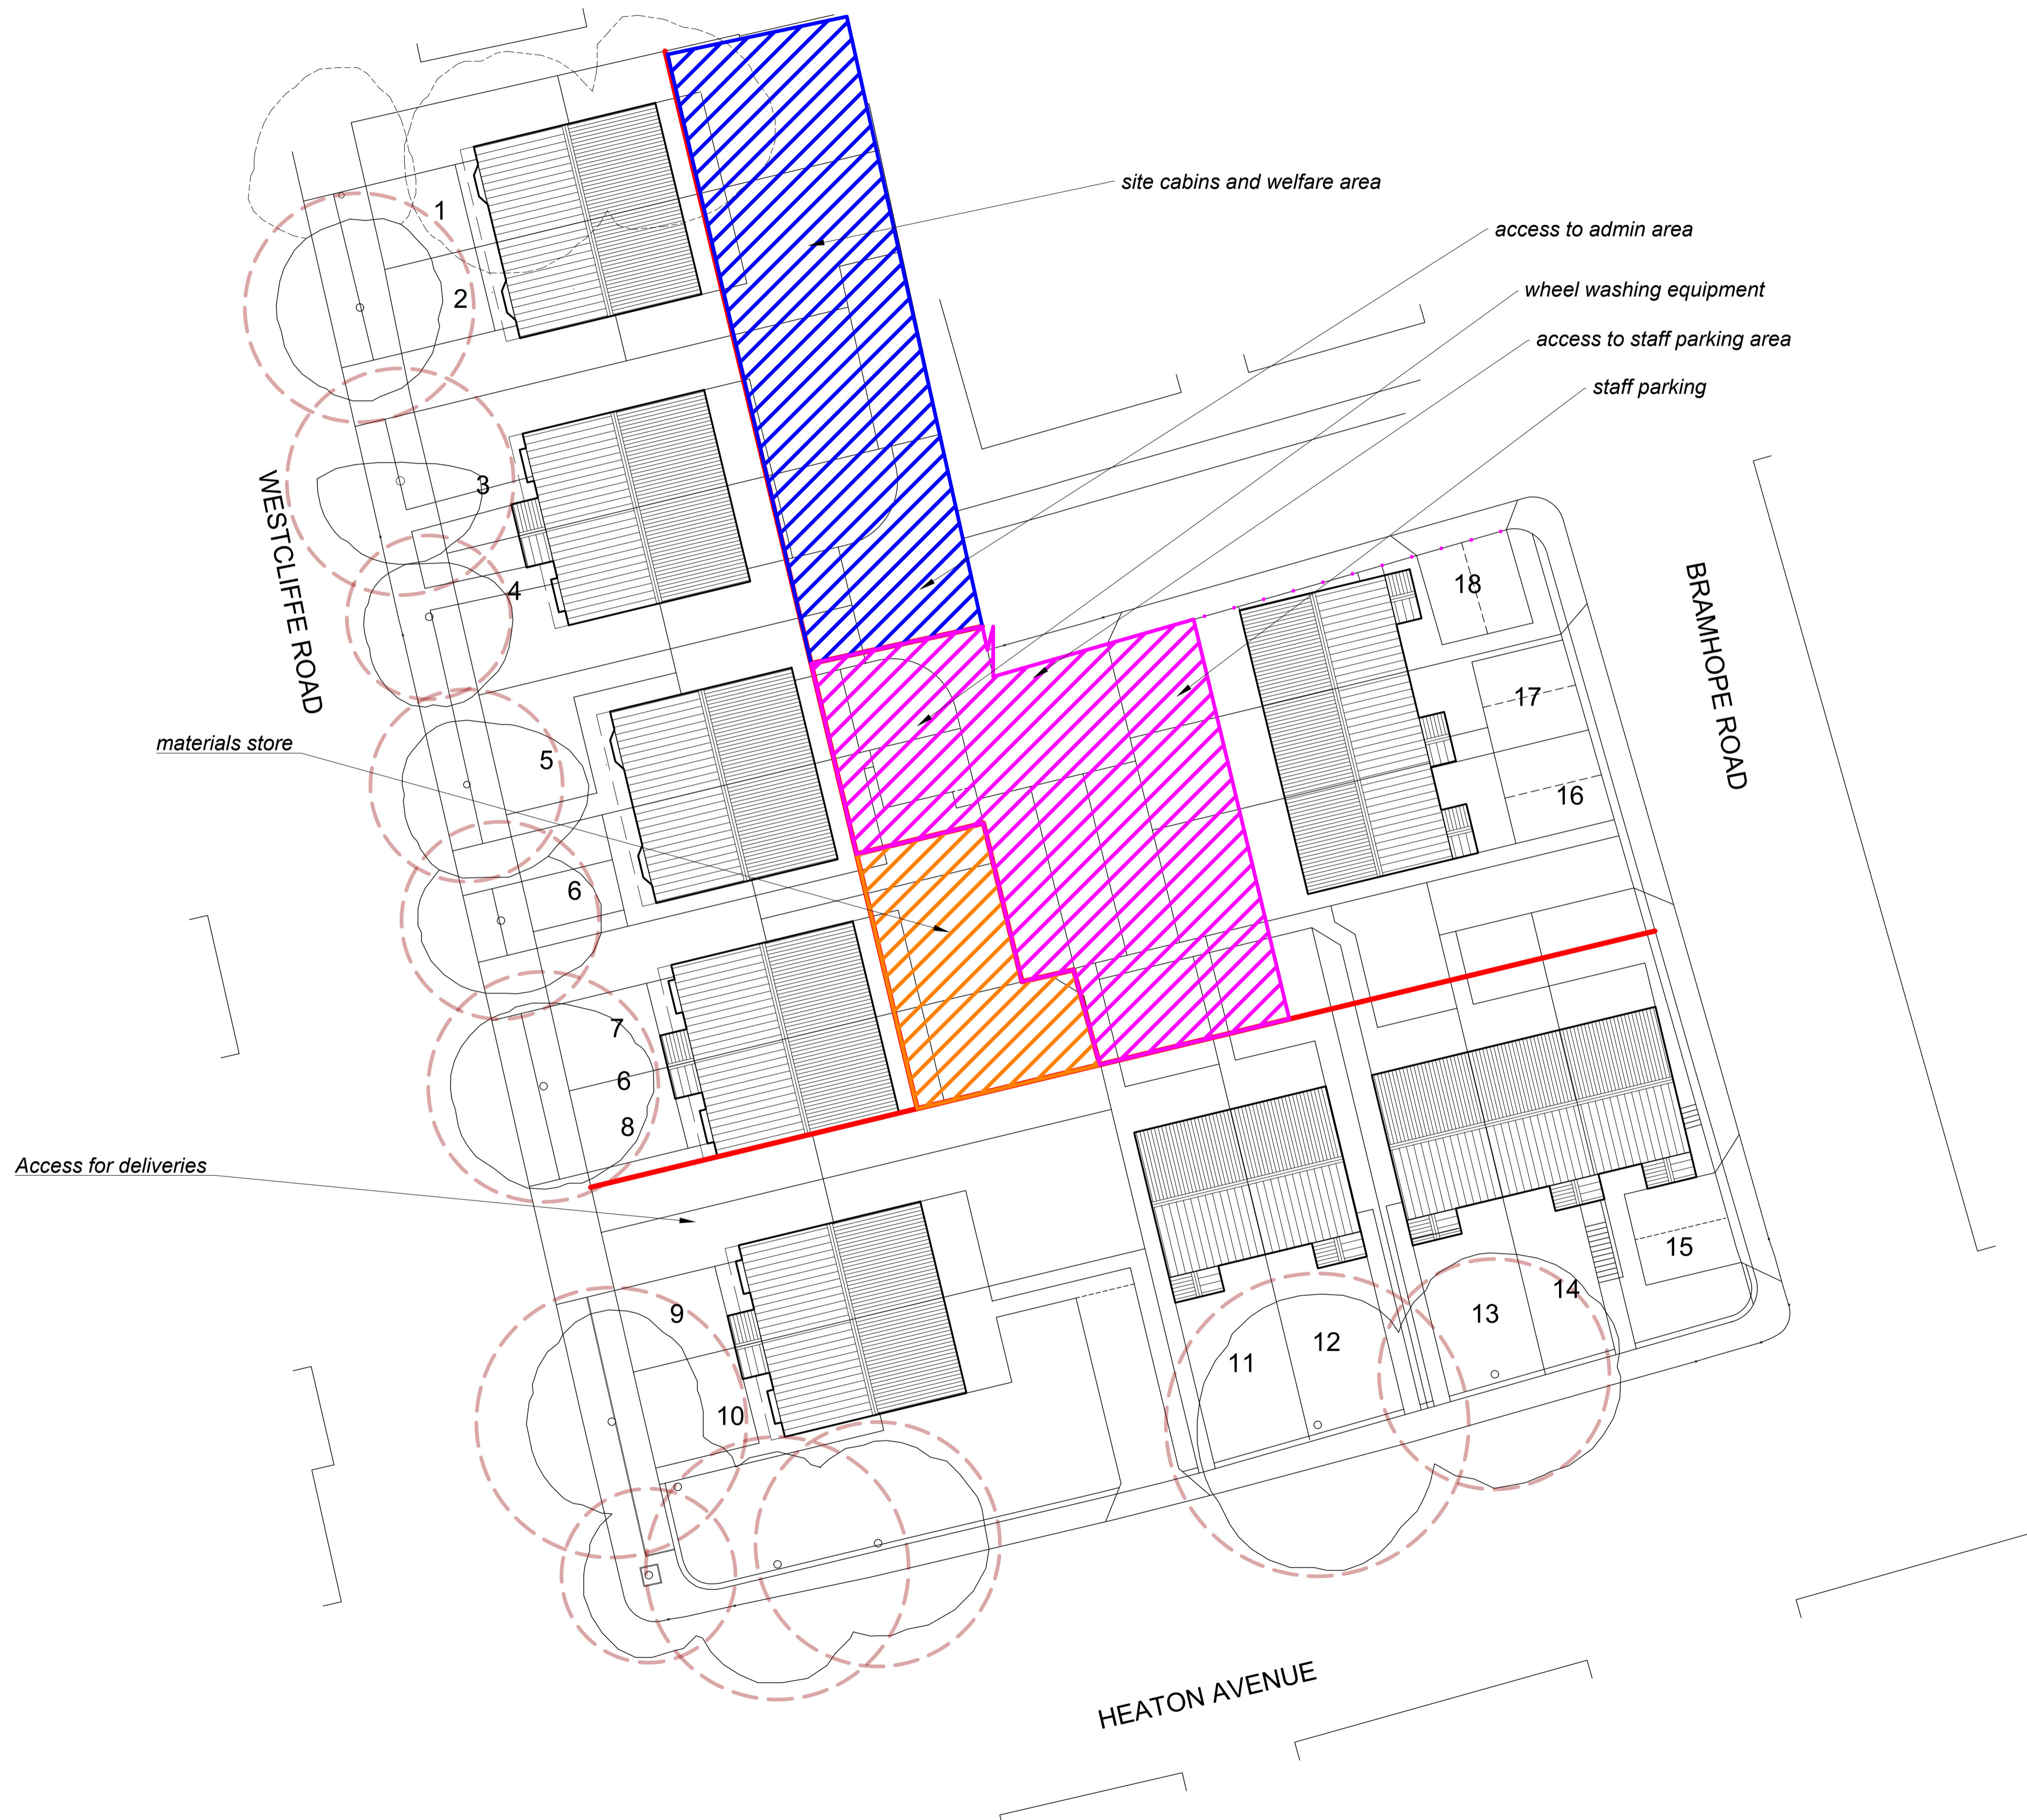 site cabins and welfare area
1
access to admin area
2
wheel washing equipment
access to staff parking area
staff parking
3
WESTCLIFFE ROAD
4
18
BRAMHOPE ROAD
17
materials store
5
16
6
7
6
8
Access for deliveries
15
14
9
13
12
11
10
HEATON AVENUE